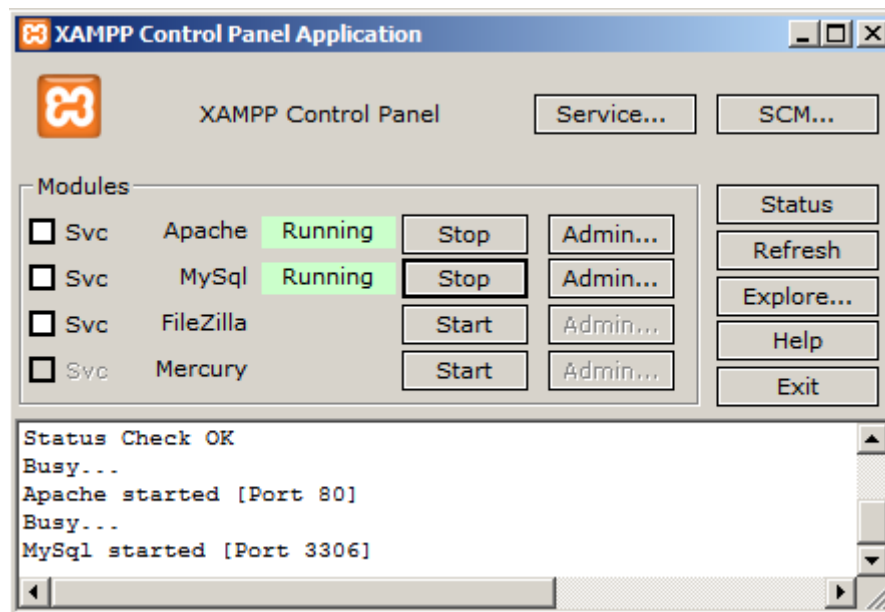 XAMPP Control Panel Application
XAMPP Control Panel Service... SCM...
Modules
Svc Apache Running Stop Admin...
Svc MySql Running Stop Admin...
Svc FileZilla Start Admin...
Svc Mercury Start Admin...
Status
Refresh
Explore...
Help
Exit
Status Check OK
Busy...
Apache started [Port 80]
Busy...
MySql started [Port 3306]